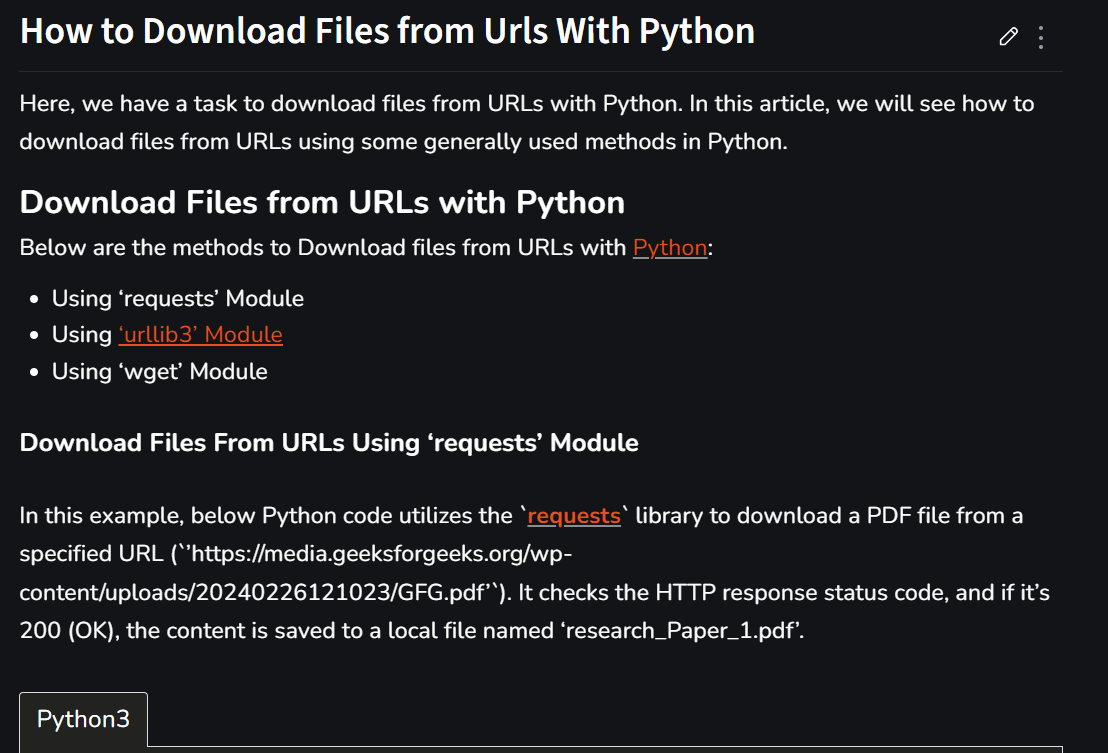 How to Download Files from Urls With Python
Here, we have a task to download files from URLs with Python. In this article, we will see how to
download files from URLs using some generally used methods in Python.
Download Files from URLs with Python
Below are the methods to Download files from URLs with Python:
• Using ‘requests’ Module
• Using ‘urllib3’ Module
• Using ‘wget’ Module
Download Files From URLs Using ‘requests’ Module
In this example, below Python code utilizes the `requests` library to download a PDF file from a
specified URL (`’https://media.geeksforgeeks.org/wp-
content/uploads/20240226121023/GFG.pdf’`). It checks the HTTP response status code, and if it’s
200 (OK), the content is saved to a local file named ‘research_Paper_1.pdf’.
Python3